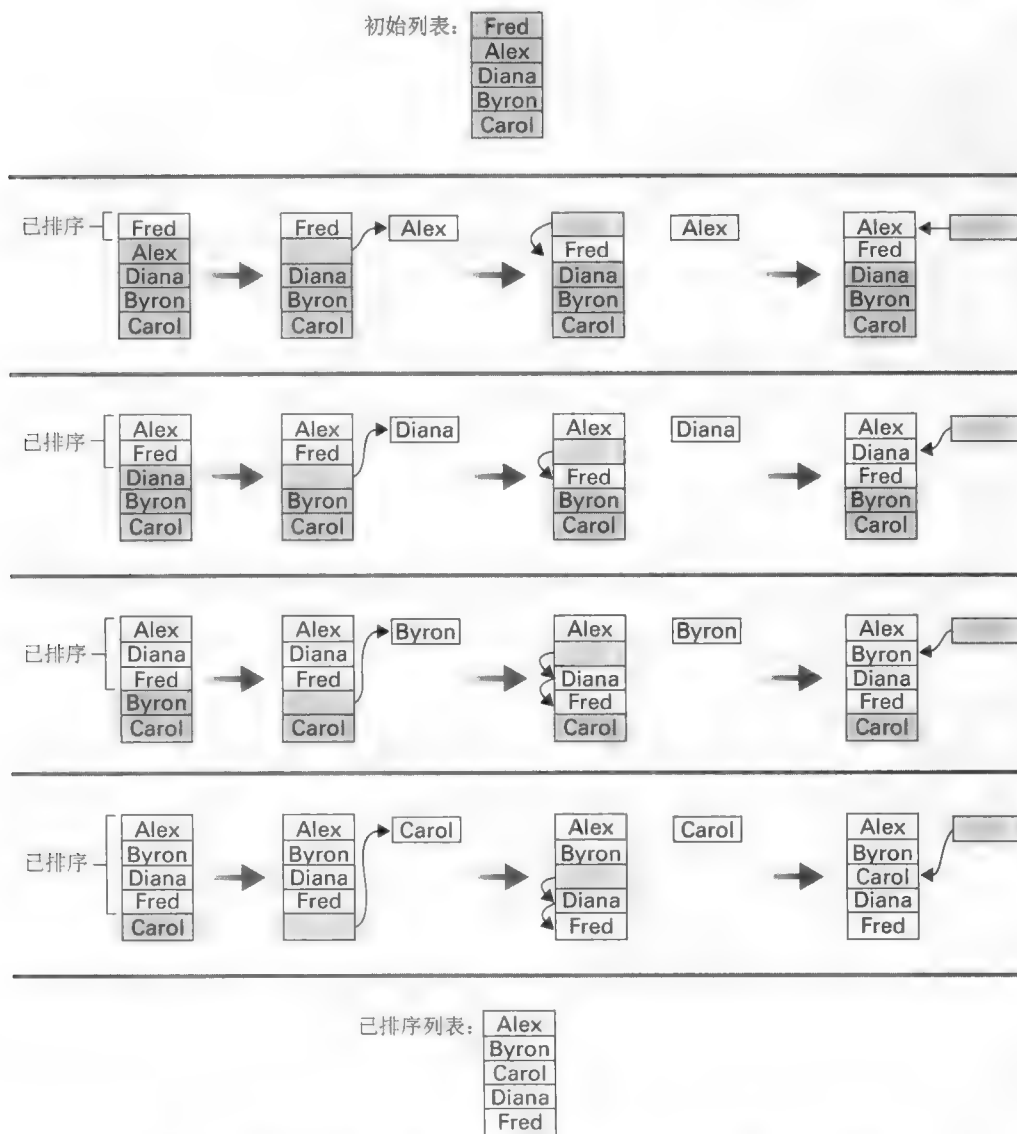 初始列表：
Fred
Alex
Diana
Byron
Carol
已排序
Fred
Alex
Diana
Byron
Carol
Fred
Diana
Byron
Carol
Alex
Fred
Diana
Byron
Carol
Alex
Alex
Fred
Diana
Byron
Carol
已排序
Alex
Fred
Diana
Byron
Carol
Alex
Fred
Byron
Carol
Diana
Alex
Fred
Byron
Carol
Diana
Alex
Diana
Fred
Byron
Carol
已排序
Alex
Diana
Fred
Byron
Carol
Alex
Diana
Fred
Carol
Byron
Alex
Diana
Fred
Carol
Byron
Alex
Byron
Diana
Fred
Carol
已排序
Alex
Byron
Diana
Fred
Carol
Alex
Byron
Diana
Fred
Carol
Alex
Byron
Diana
Fred
Carol
Alex
Byron
Carol
Diana
Fred
已排序列表：
Alex
Byron
Carol
Diana
Fred